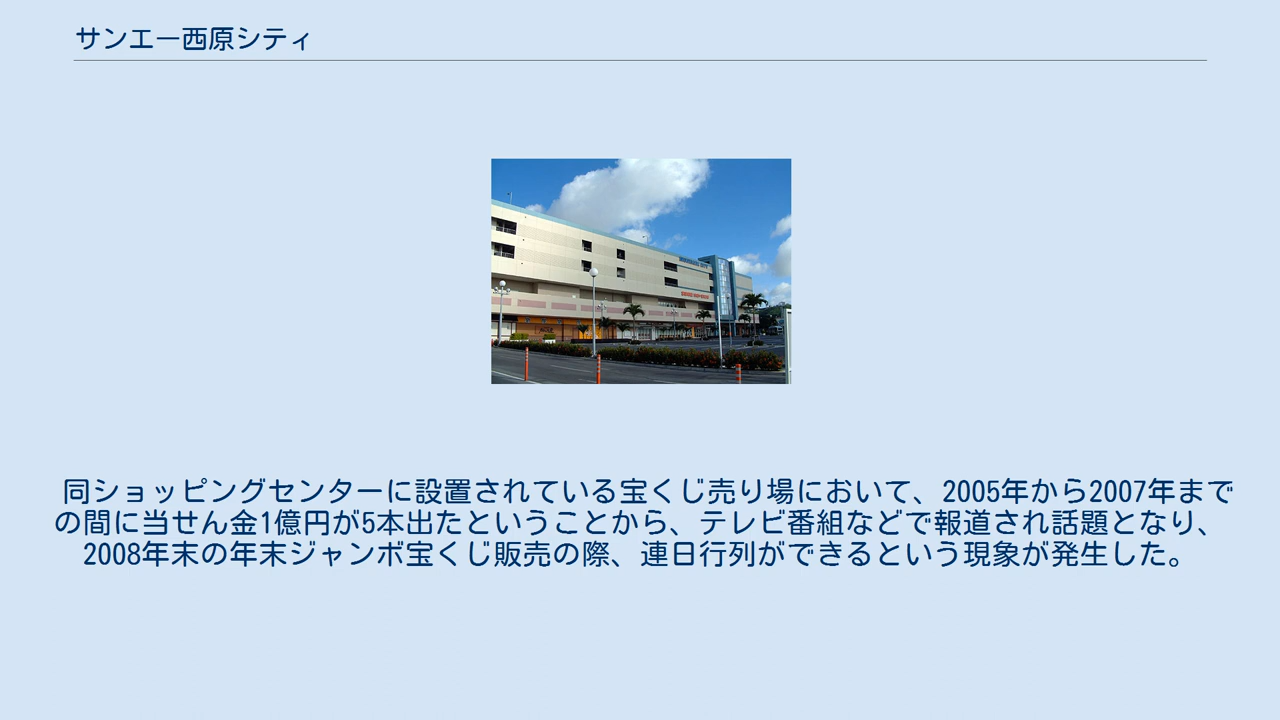 サンエー西原シティ
同ショッピングセンターに設置されている宝くじ売り場において、2005年から2007年まで
の間に当せん金1億円が5本出たということから、テレビ番組などで報道され話題となり、
2008年末の年末ジャンボ宝くじ販売の際、連日行列ができるという現象が発生した。